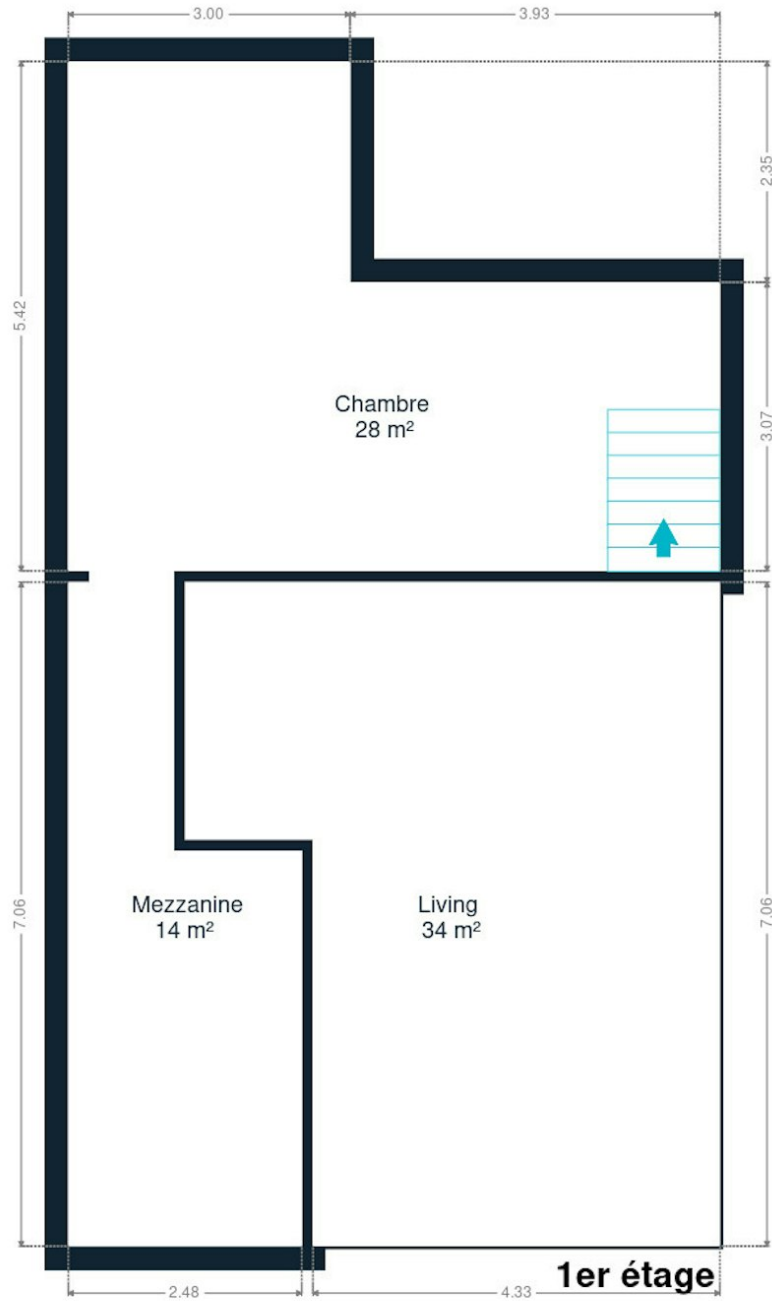 3.00
3.93
2.35
5.42
3.07
Chambre
28 m²
7.06
7.06
Mezzanine
14 m²
Living
34 m²
1er étage
2.48
4.33